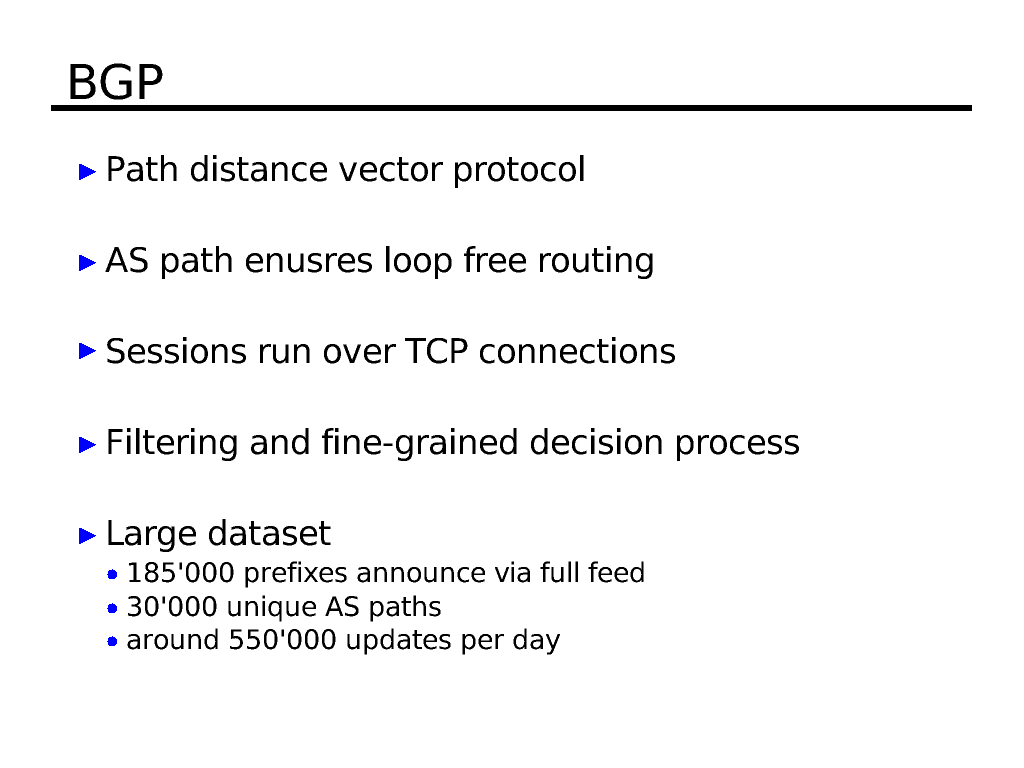 BGP
Path distance vector protocol
AS path enusres loop free routing
Sessions run over TCP connections
Filtering and fine-grained decision process
Large dataset
185'000 prefixes announce via full feed
30'000 unique AS paths
around 550'000 updates per day